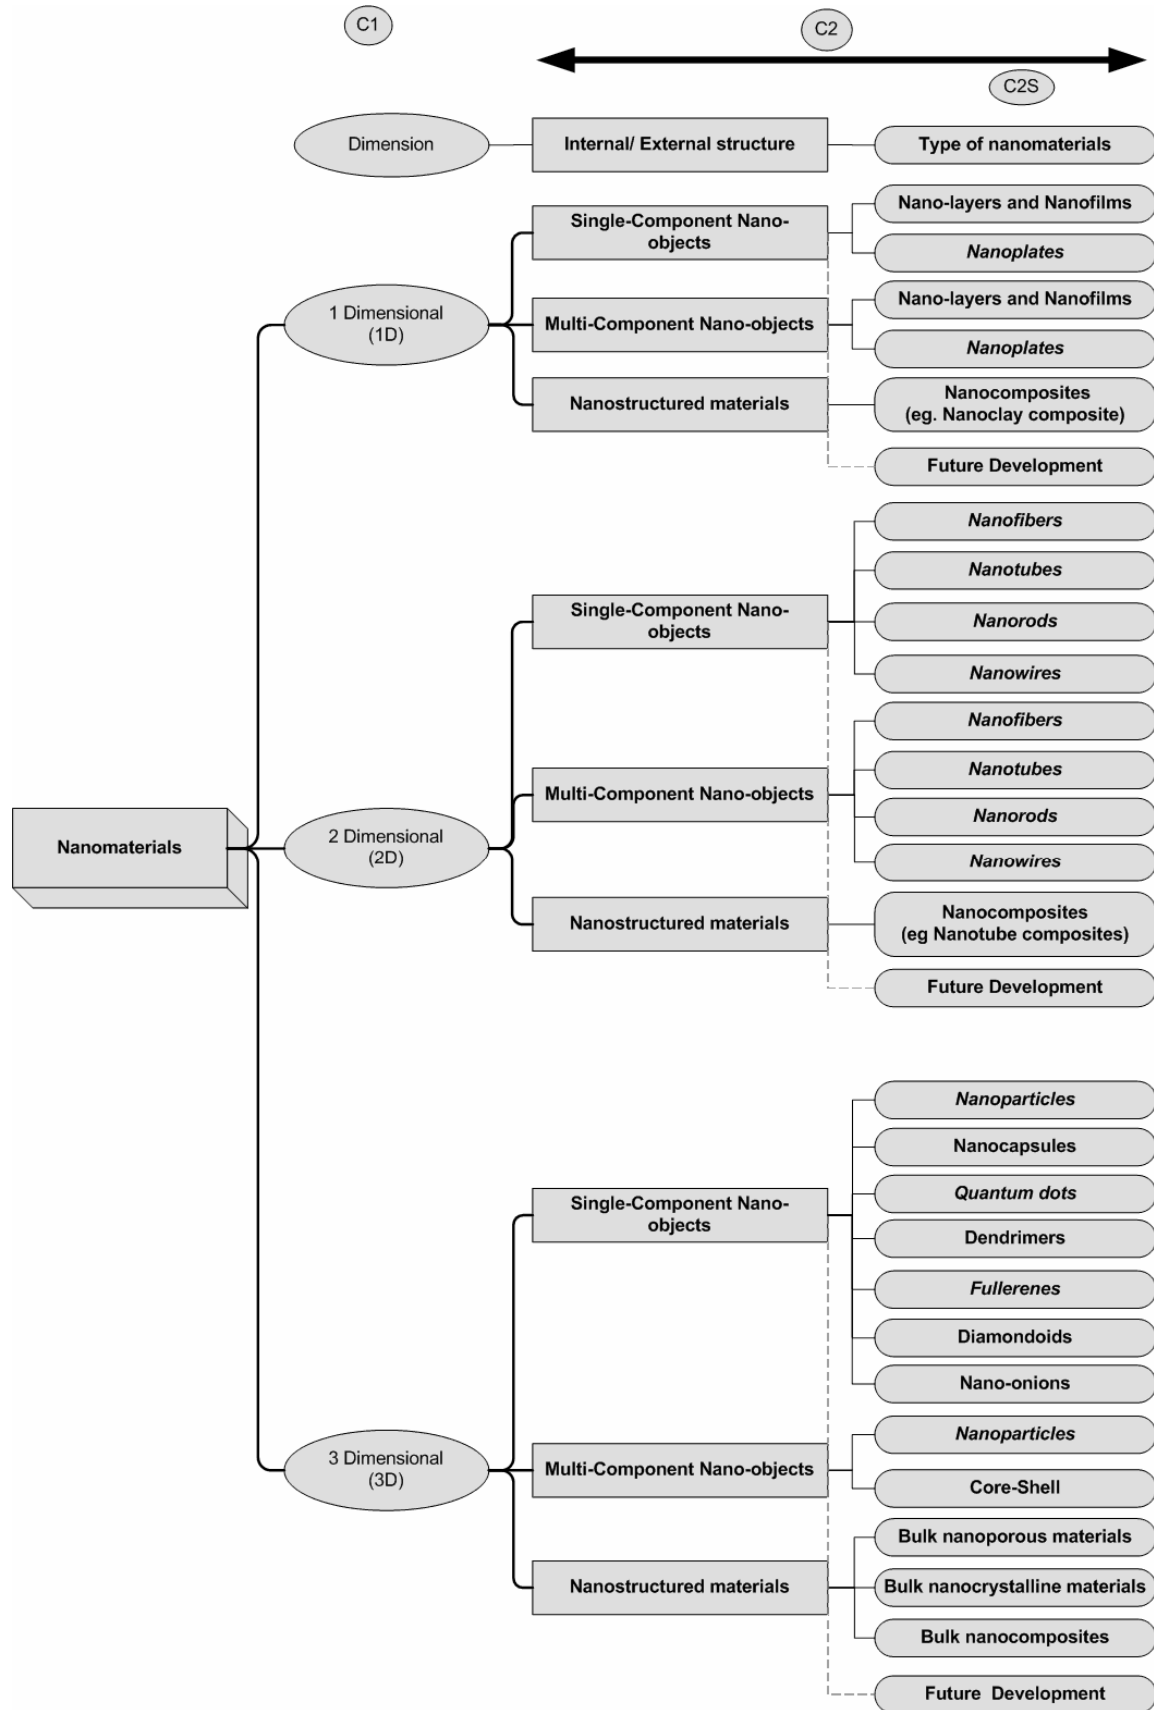 C1
C2
C2S
Dimension
Internal/ External structure
Type of nanomaterials
Nanomaterials
1 Dimensional
(1D)
Single-Component Nano-
objects
Nano-layers and Nanofilms
Nanoplates
Multi-Component Nano-objects
Nano-layers and Nanofilms
Nanoplates
Nanostructured materials
Nanocomposites
(eg. Nanoclay composite)
Future Development
2 Dimensional
(2D)
Single-Component Nano-
objects
Nanofibers
Nanotubes
Nanorods
Nanowires
Multi-Component Nano-objects
Nanofibers
Nanotubes
Nanorods
Nanowires
Nanostructured materials
Nanocomposites
(eg Nanotube composites)
Future Development
3 Dimensional
(3D)
Single-Component Nano-
objects
Nanoparticles
Nanocapsules
Quantum dots
Dendrimers
Fullerenes
Diamondoids
Nano-onions
Multi-Component Nano-objects
Nanoparticles
Core-Shell
Nanostructured materials
Bulk nanoporous materials
Bulk nanocrystalline materials
Bulk nanocomposites
Future Development